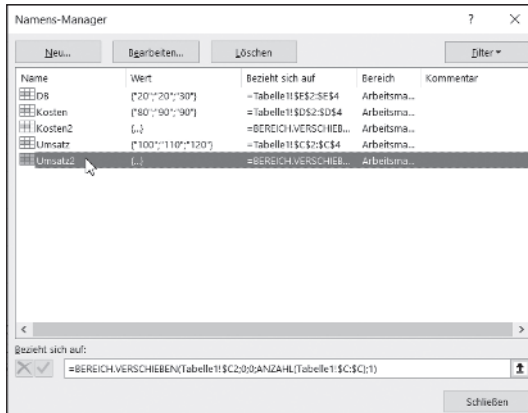 Namens-Manager ? ×
Neu... Bearbeiten... Löschen Filter
Name Wert Bezieht sich auf Bereich Kommentar
DB {"20";"20";"30"} =Tabelle1!$E$2:$E$4 Arbeitsma...
Kosten {"80";"90";"90"} =Tabelle1!$D$2:$D$4 Arbeitsma...
Kosten2 {...} =BEREICH.VERSCHIEB... Arbeitsma...
Umsatz {"100";"110";"120"} =Tabelle1!$C$2:$C$4 Arbeitsma...
Umsatz2 {...} =BEREICH.VERSCHIEB... Arbeitsma...
Bezieht sich auf:
=BEREICH.VERSCHIEBEN(Tabelle1!$C2;0;0;ANZAHL(Tabelle1!$C:$C);1)
Schließen